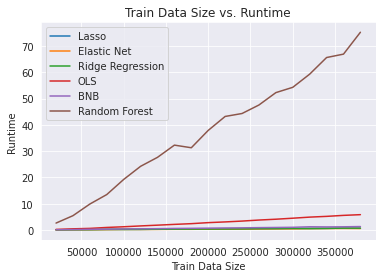 Train Data Size vs. Runtime
Lasso
Elastic Net
Ridge Regression
OLS
BNB
Random Forest
Runtime
70
60
50
40
30
20
10
0
50000 100000 150000 200000 250000 300000 350000
Train Data Size